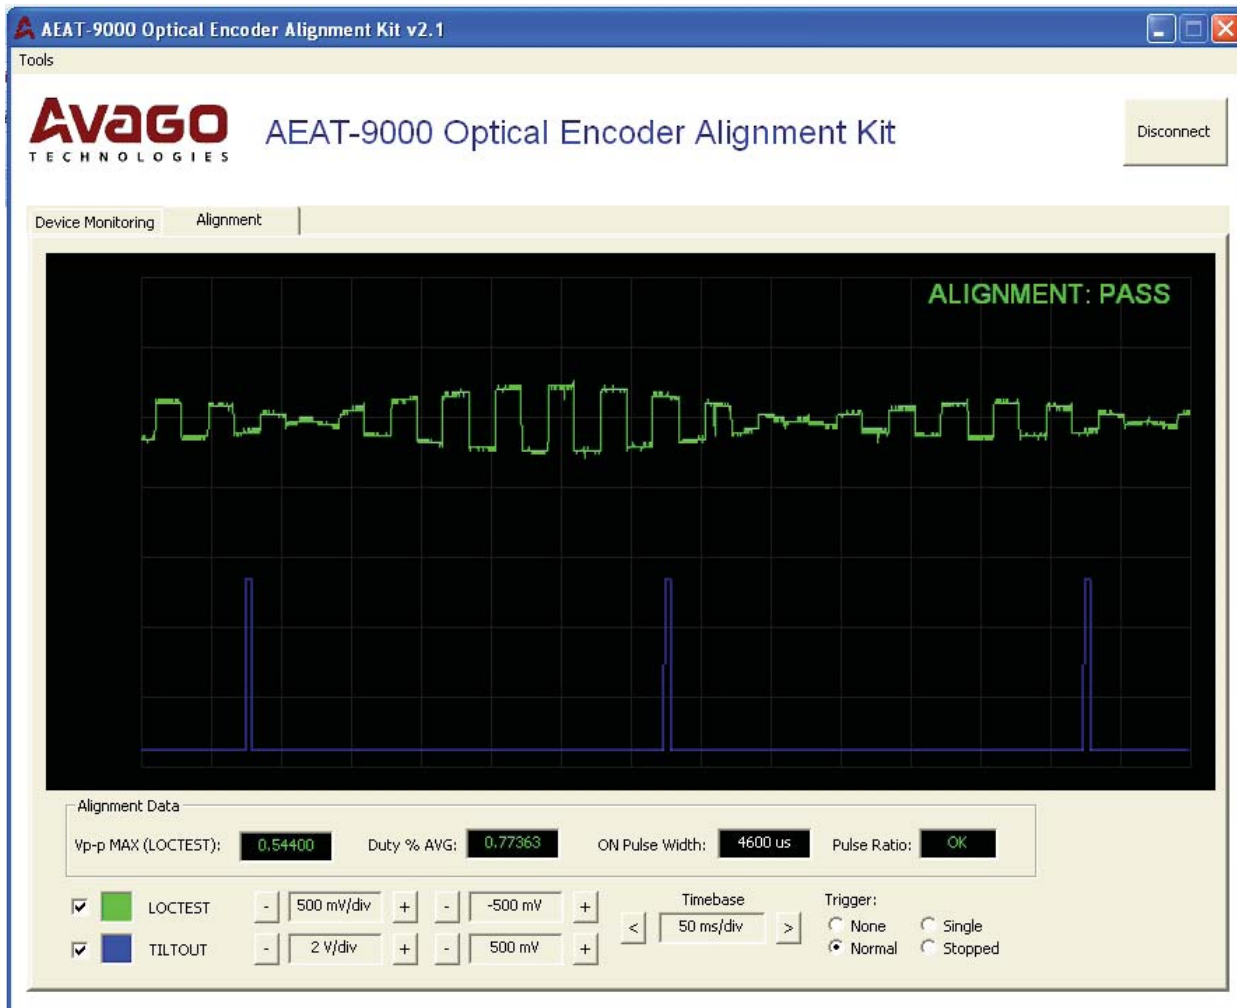 AEAT-9000 Optical Encoder Alignment Kit v2.1
Tools
AVAGO
TECHNOLOGIES
AEAT-9000 Optical Encoder Alignment Kit
Disconnect
Device Monitoring Alignment
ALIGNMENT: PASS
Alignment Data
Vp-p MAX (LOCTEST): 0.54400 Duty % AVG: 0.77363 ON Pulse Width: 4600 us Pulse Ratio: OK
LOCTEST - 500 mV/div + - -500 mV + Timebase Trigger:
< 50 ms/div > None Single
TILTOUT - 2 V/div + - 500 mV + Normal Stopped